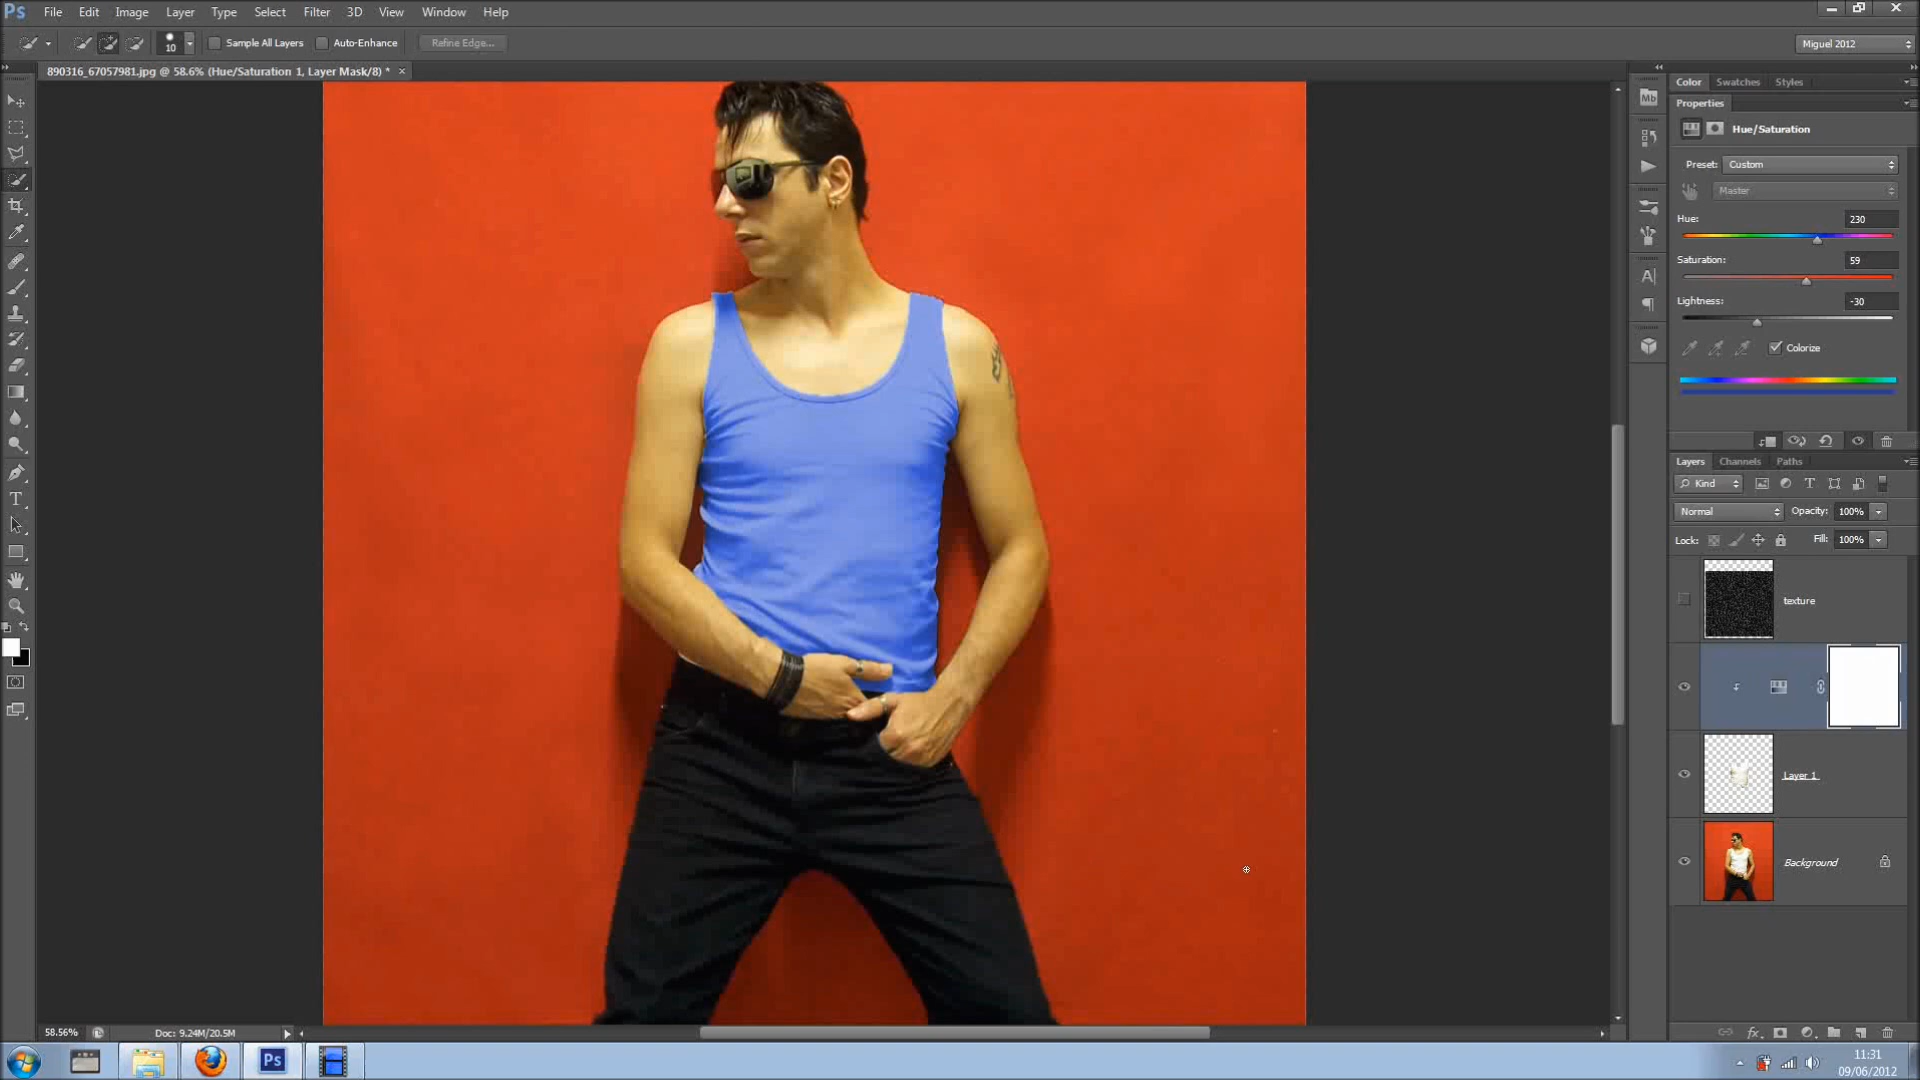 Ps File Edit Image Layer Type Select Filter 3D View Window Help
10 Sample All Layers Auto-Enhance Refine Edge... Miguel 2012
890316_67057981.jpg @ 58.6% (Hue/Saturation 1, Layer Mask/8) * ×
Color Swatches Styles
Properties
Mb
Hue/Saturation
Preset: Custom
Master
Hue: 230
Saturation: 59
Lightness: -30
Colorize
Layers Channels Paths
Kind
Normal Opacity: 100%
Lock: Fill: 100%
texture
Layer 1
Background
58.56% Doc: 9.24M/20.5M
Ps
11:31
09/06/2012